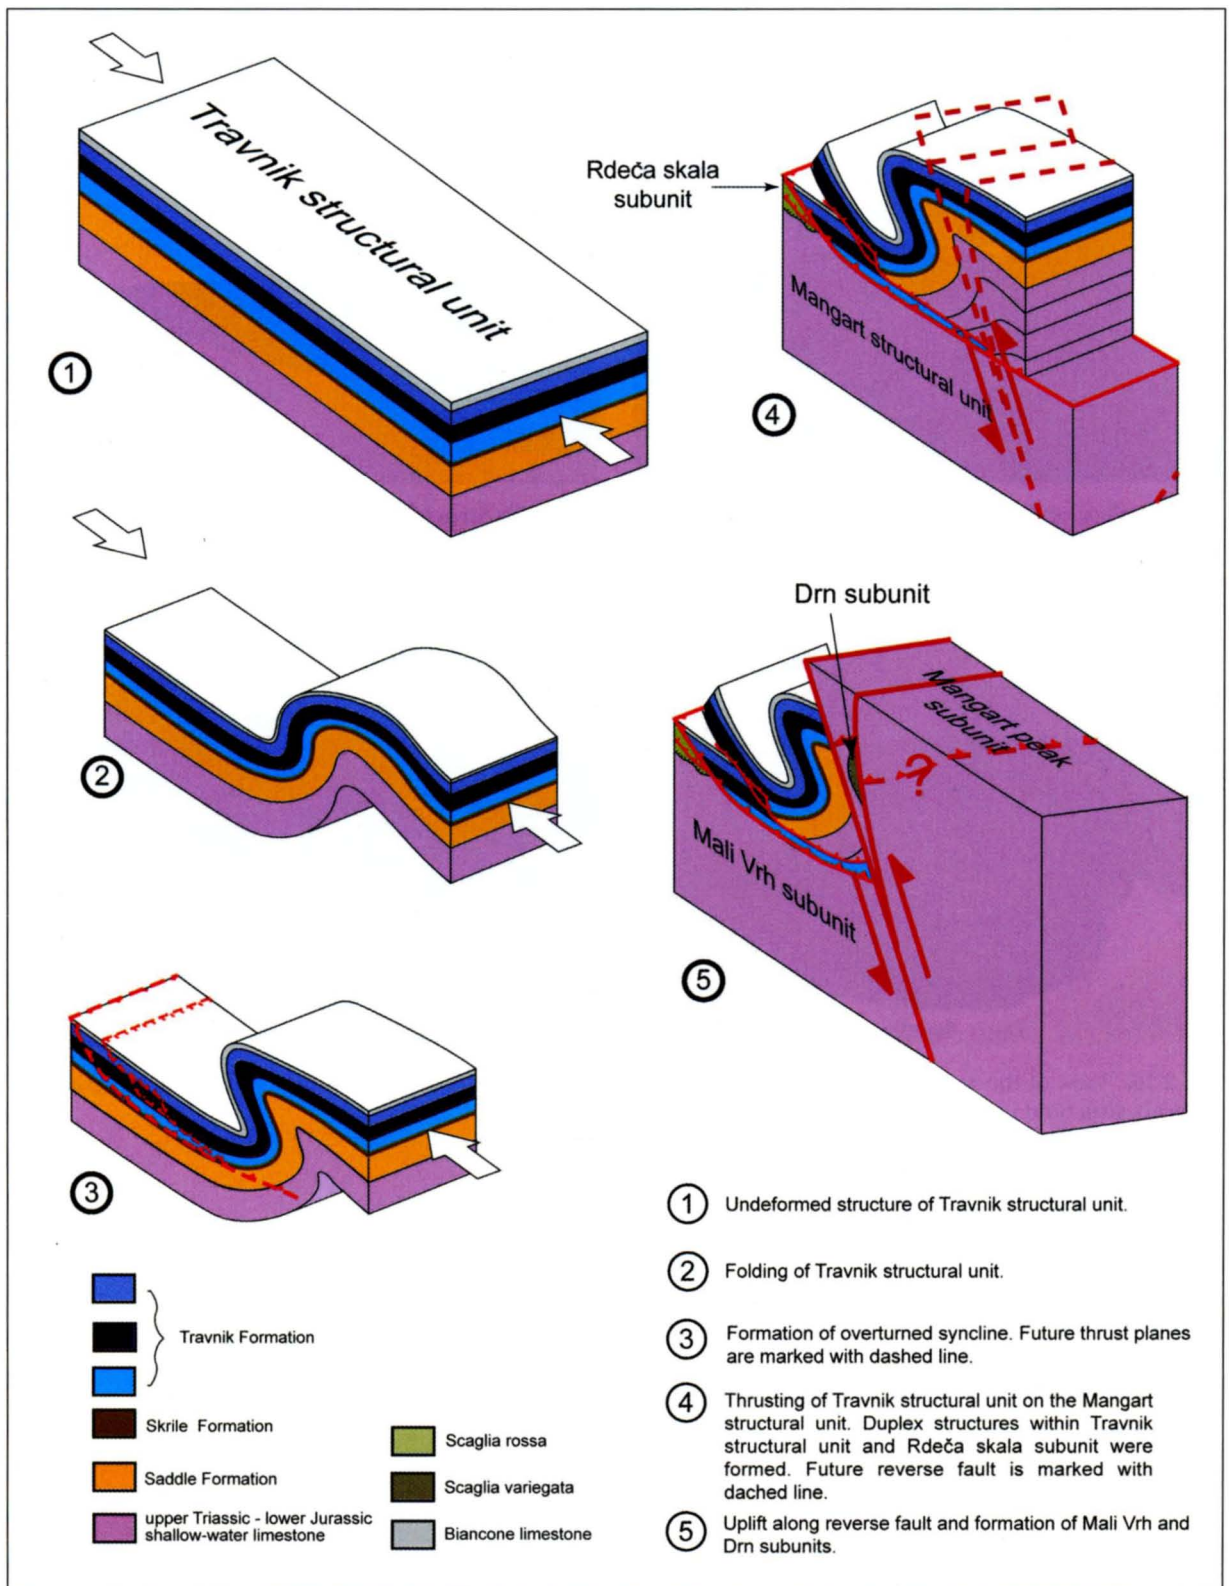 Travnik structural unit
1
Rdeča skala
subunit
Mangart structural unit
4
2
Drn subunit
Mangart peak
subunit
?
Mali Vrh subunit
5
3
Travnik Formation
Skrile Formation
Saddle Formation
upper Triassic - lower Jurassic
shallow-water limestone
Scaglia rossa
Scaglia variegata
Biancone limestone
1 Undeformed structure of Travnik structural unit.
2 Folding of Travnik structural unit.
3 Formation of overturned syncline. Future thrust planes
are marked with dashed line.
4 Thrusting of Travnik structural unit on the Mangart
structural unit. Duplex structures within Travnik
structural unit and Rdeča skala subunit were
formed. Future reverse fault is marked with
dached line.
5 Uplift along reverse fault and formation of Mali Vrh and
Drn subunits.